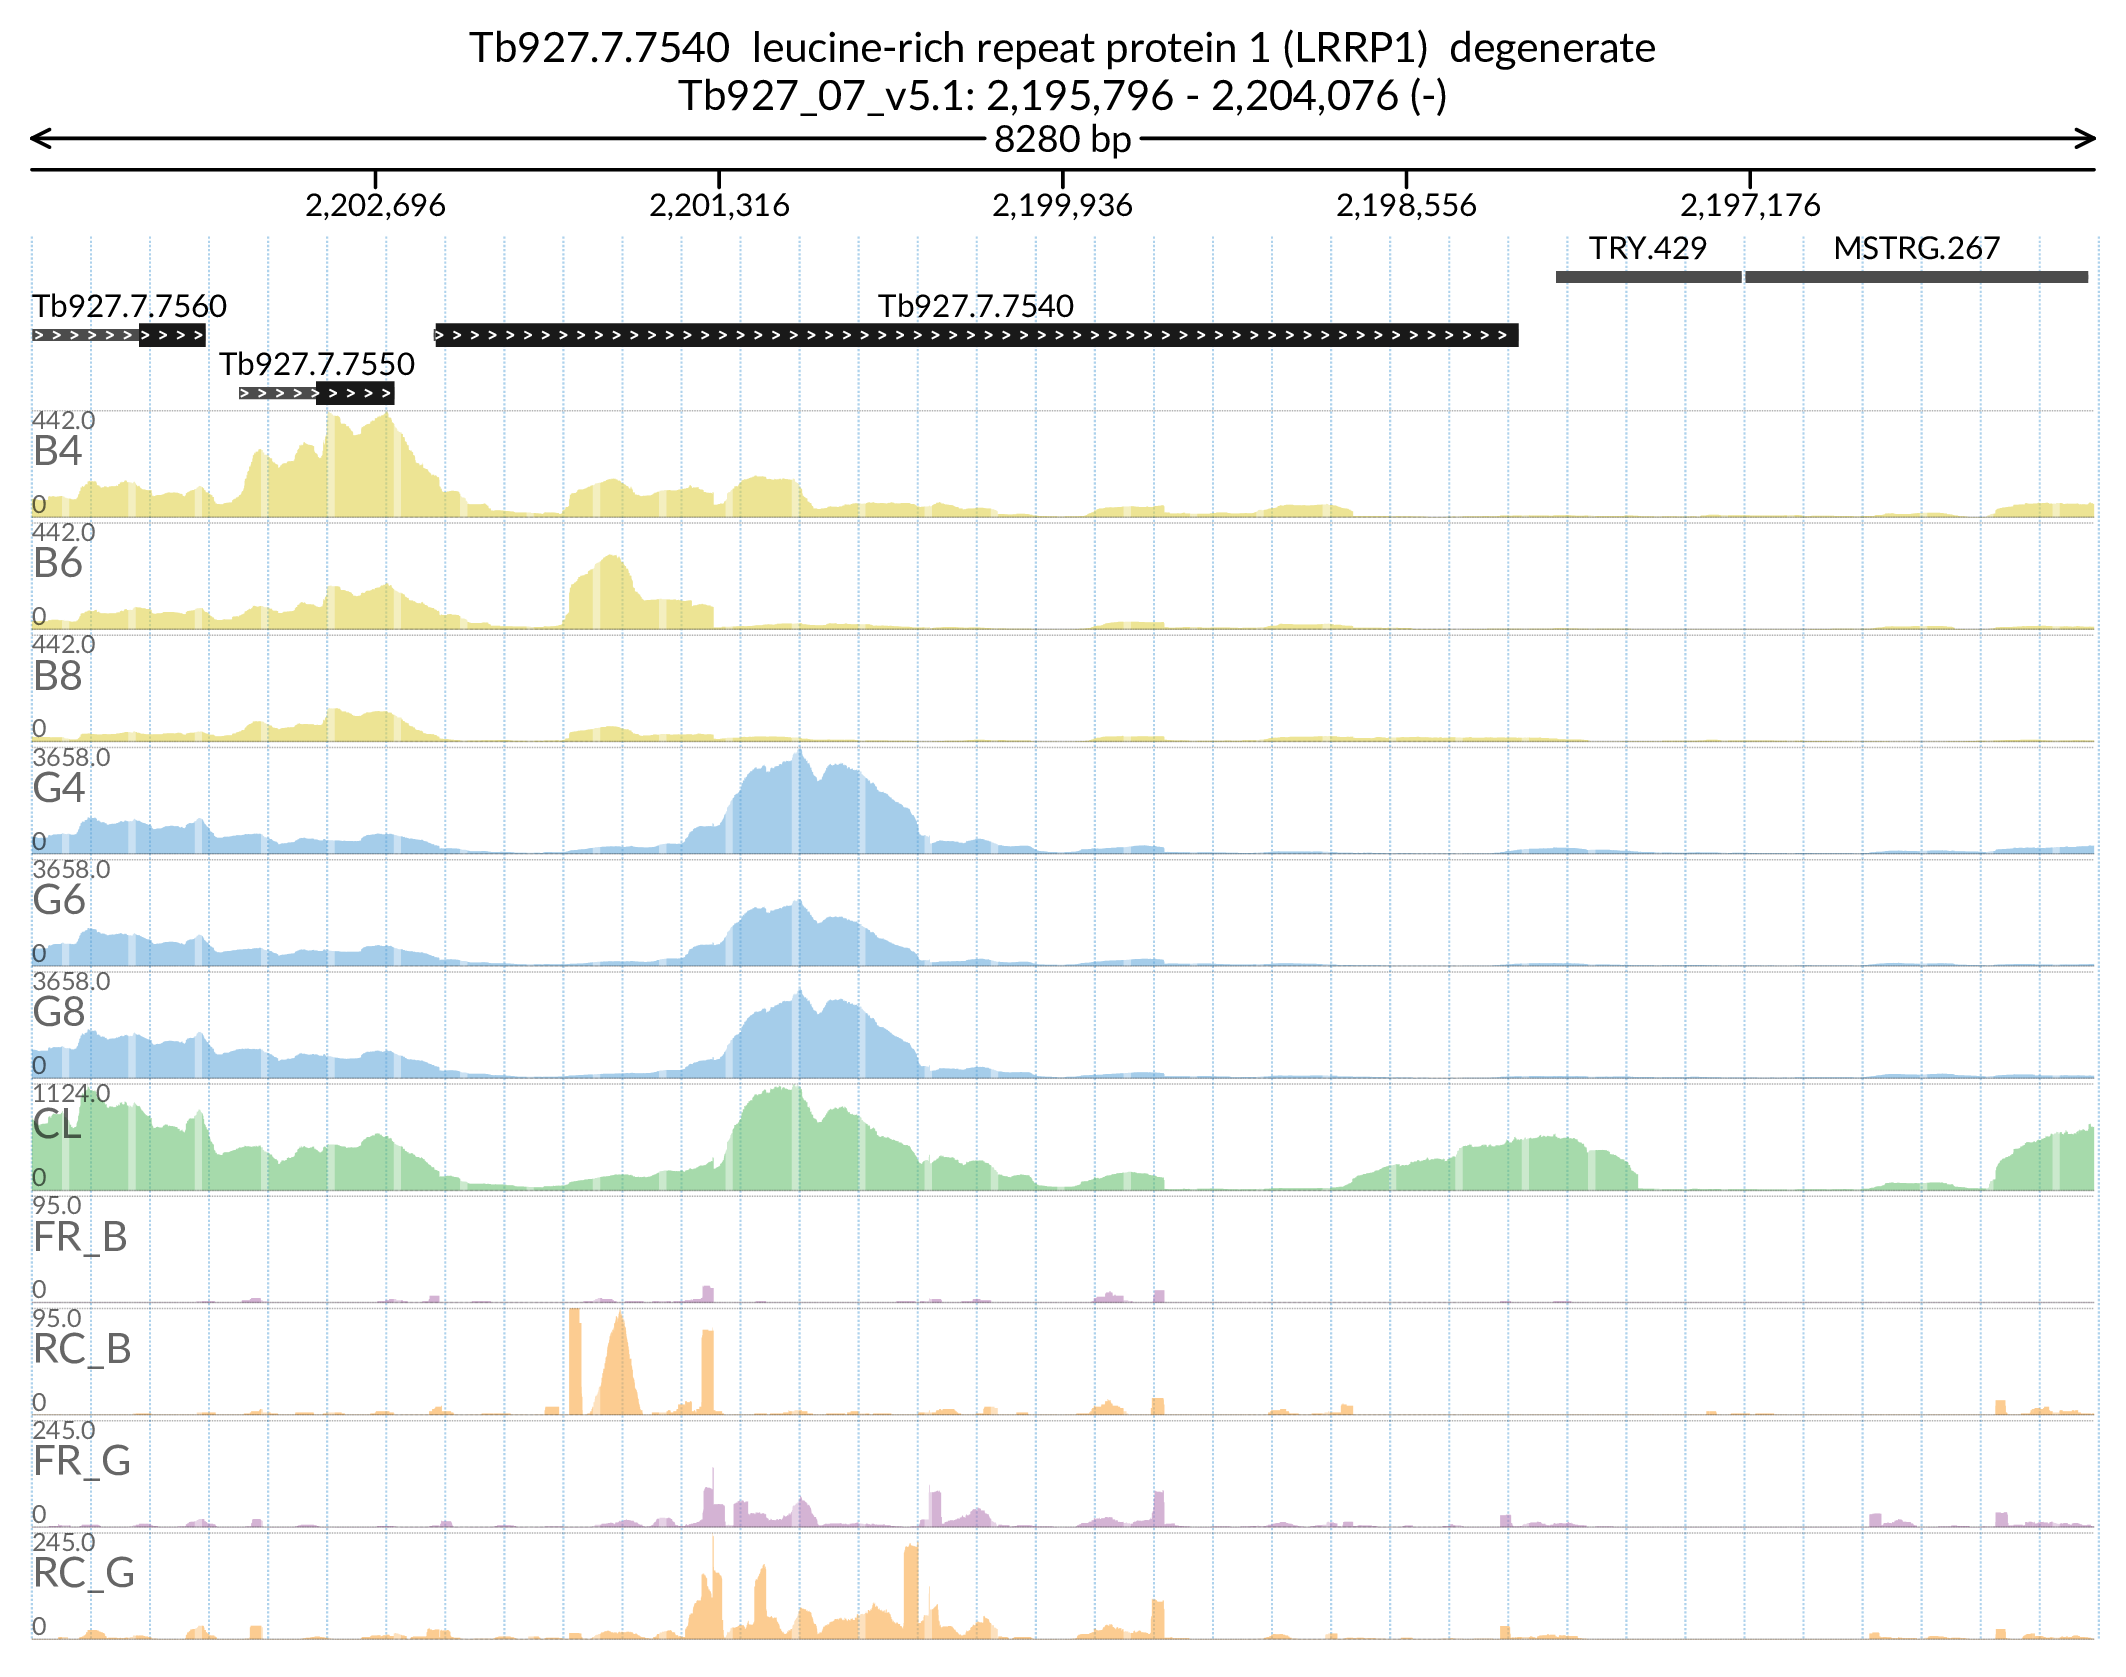 Tb927.7.7540  leucine-rich repeat protein 1 (LRRP1)  degenerate
Tb927_07_v5.1: 2,195,796 - 2,204,076 (-)
8280 bp
2,202,696 2,201,316 2,199,936 2,198,556 2,197,176
TRY.429 MSTRG.267
Tb927.7.7560 Tb927.7.7540
Tb927.7.7550
442.0
B4
0
442.0
B6
0
442.0
B8
0
3658.0
G4
0
3658.0
G6
0
3658.0
G8
0
1124.0
CL
0
95.0
FR_B
0
95.0
RC_B
0
245.0
FR_G
0
245.0
RC_G
0